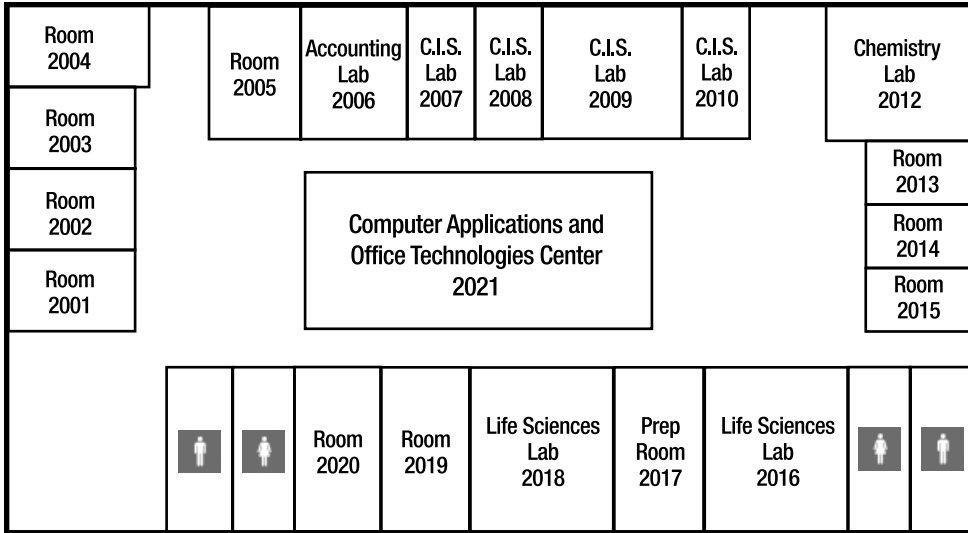 Room
2004
Room
2003
Room
2002
Room
2001
Room
2005
Accounting
Lab
2006
C.I.S.
Lab
2007
C.I.S.
Lab
2008
C.I.S.
Lab
2009
C.I.S.
Lab
2010
Chemistry
Lab
2012
Room
2013
Room
2014
Room
2015
Computer Applications and
Office Technologies Center
2021
Room
2020
Room
2019
Life Sciences
Lab
2018
Prep
Room
2017
Life Sciences
Lab
2016